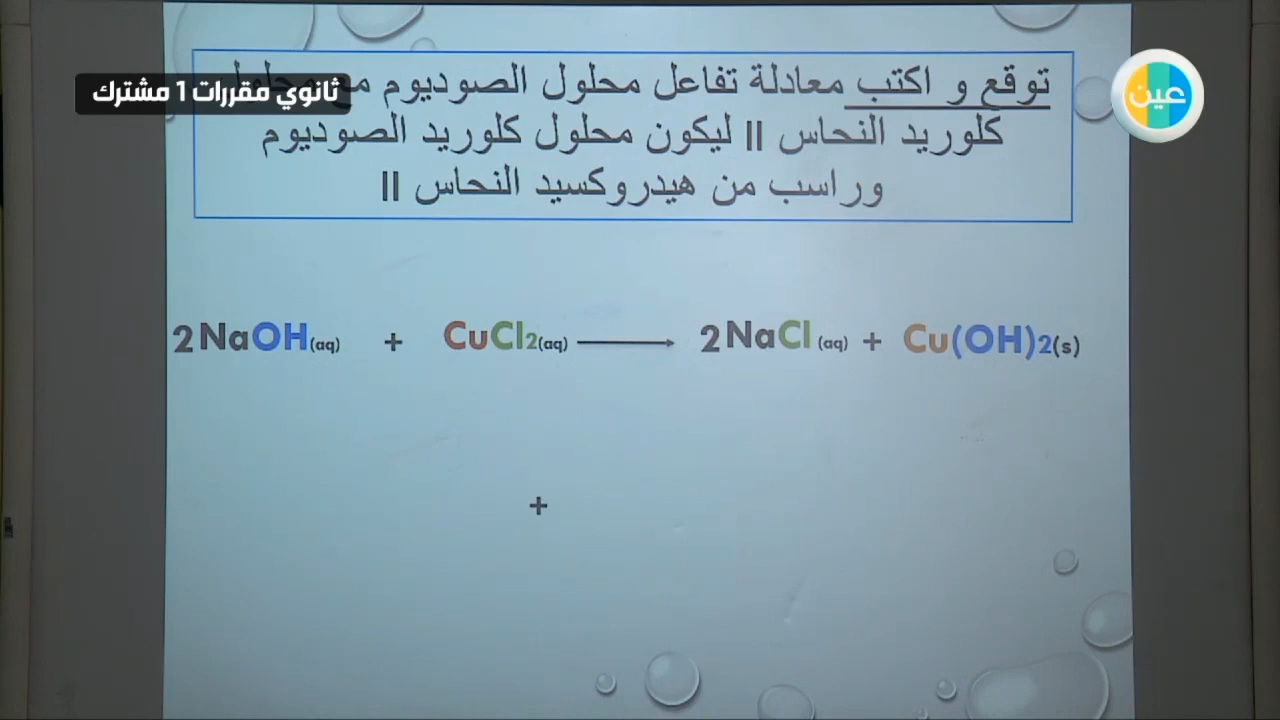 توقع و اكتب معادلة تفاعل محلول الصوديوم مع
كلوريد النحاس II ليكون محلول كلوريد الصوديوم
وراسب من هيدروكسيد النحاس II
ثانوي مقررات 1 مشترك
عين
2NaOH(aq) + CuCl2(aq) ⟶ 2NaCl (aq) + Cu(OH)2(s)
+